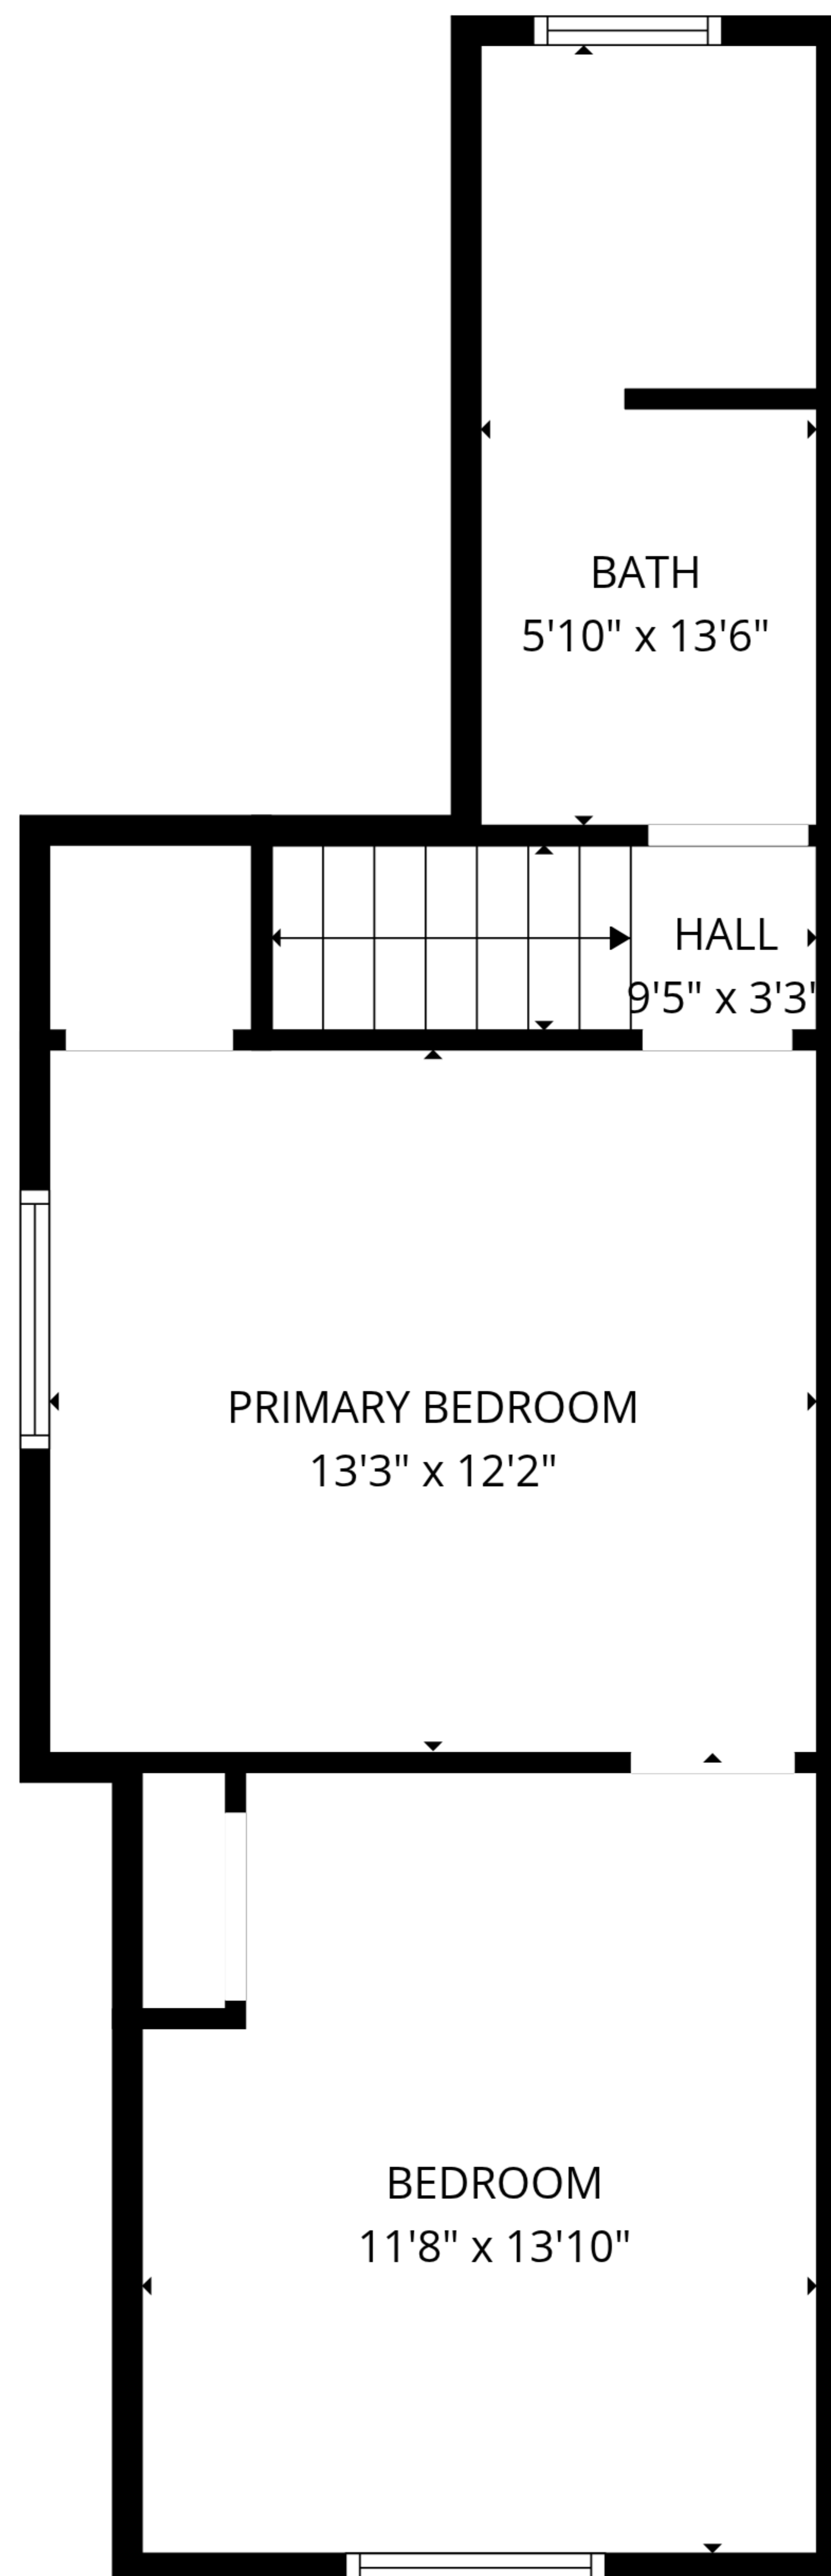 BATH
5'10" x 13'6"
HALL
9'5" x 3'3"
PRIMARY BEDROOM
13'3" x 12'2"
BEDROOM
11'8" x 13'10"